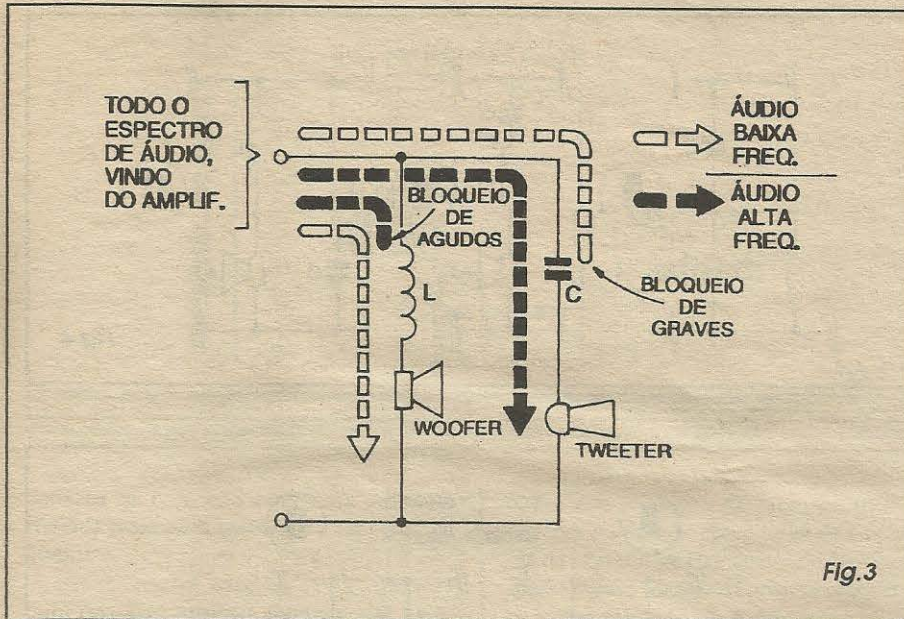 TODO O
ESPECTRO
DE ÁUDIO,
VINDO
DO AMPLIF.
BLOQUEIO
DE
AGUDOS
L
WOOFER
C
BLOQUEIO
DE
GRAVES
TWEETER
ÁUDIO
BAIXA
FREQ.
ÁUDIO
ALTA
FREQ.
Fig.3